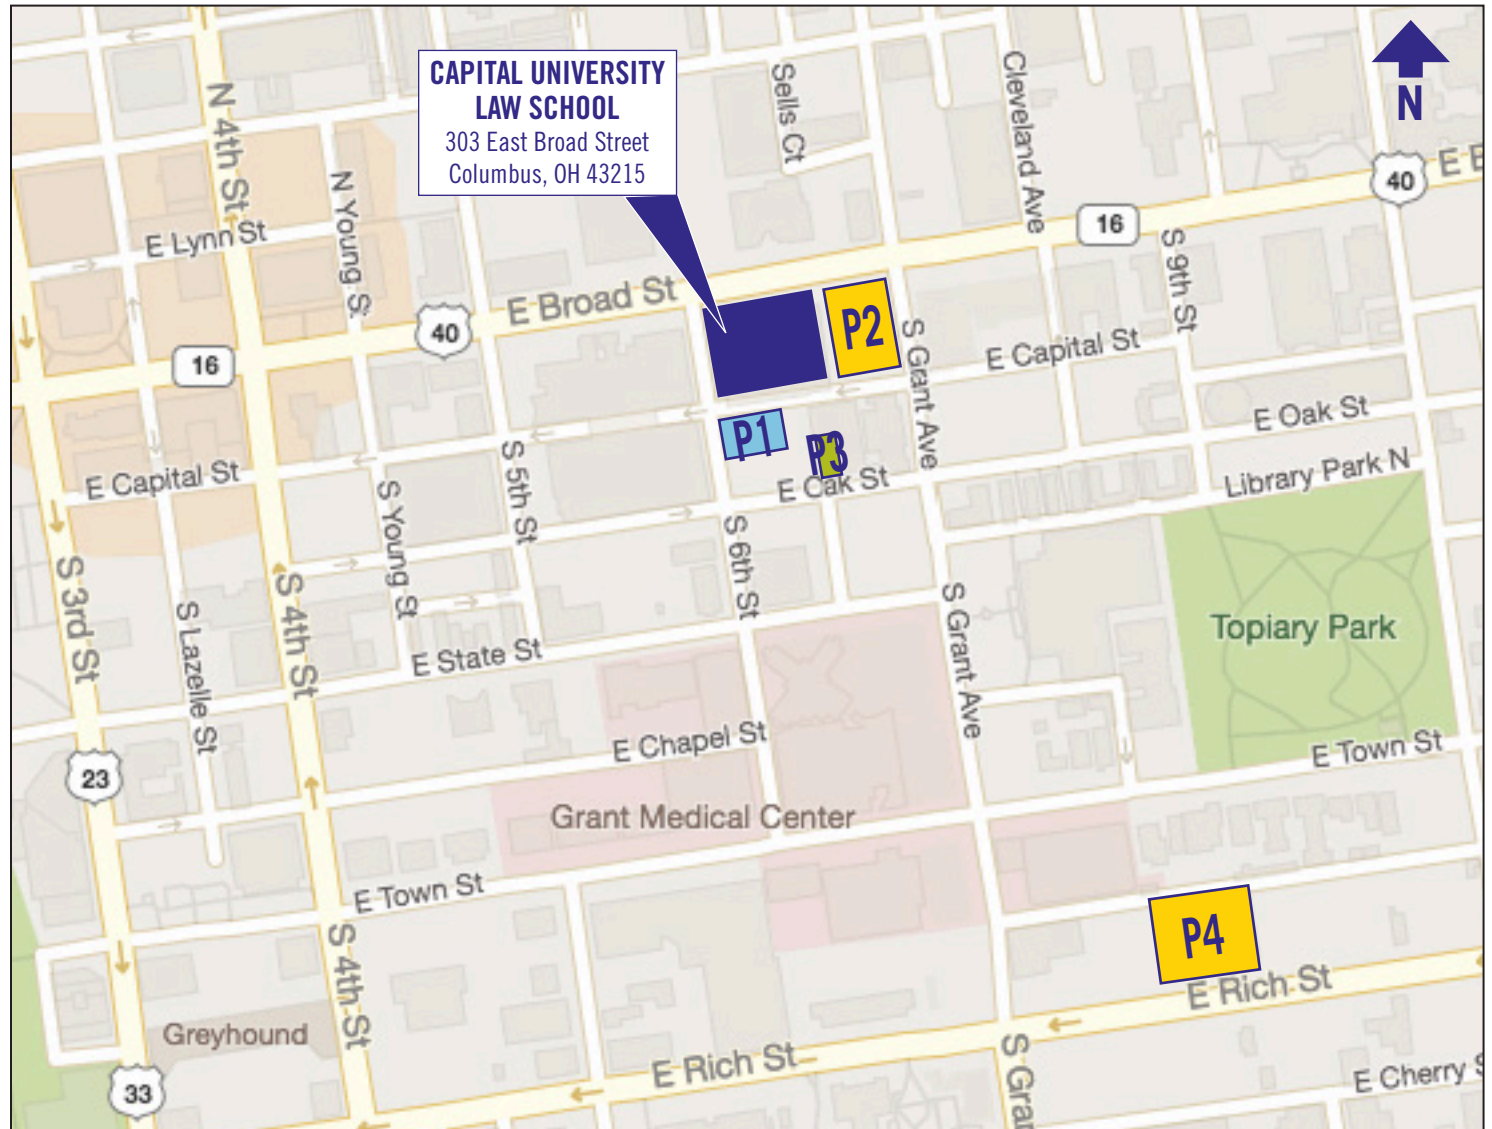 CAPITAL UNIVERSITY
LAW SCHOOL
303 East Broad Street
Columbus, OH 43215
N
N 4th St
Sells Ct
Cleveland Ave
40
E B
16
N Young S
E Lynn St
S 9th St
E Broad St
40
16
P2
S Grant Ave
E Capital St
E Oak St
P1
P3
E Oak St
Library Park N
E Capital St
S 5th St
S Young St
S 6th St
S 3rd St
S 4th St
S Lazelle St
E State St
S Grant Ave
Topiary Park
E Chapel St
E Town St
23
Grant Medical Center
E Town St
P4
S 4th St
E Rich St
Greyhound
E Rich St
S Gra
33
E Cherry S